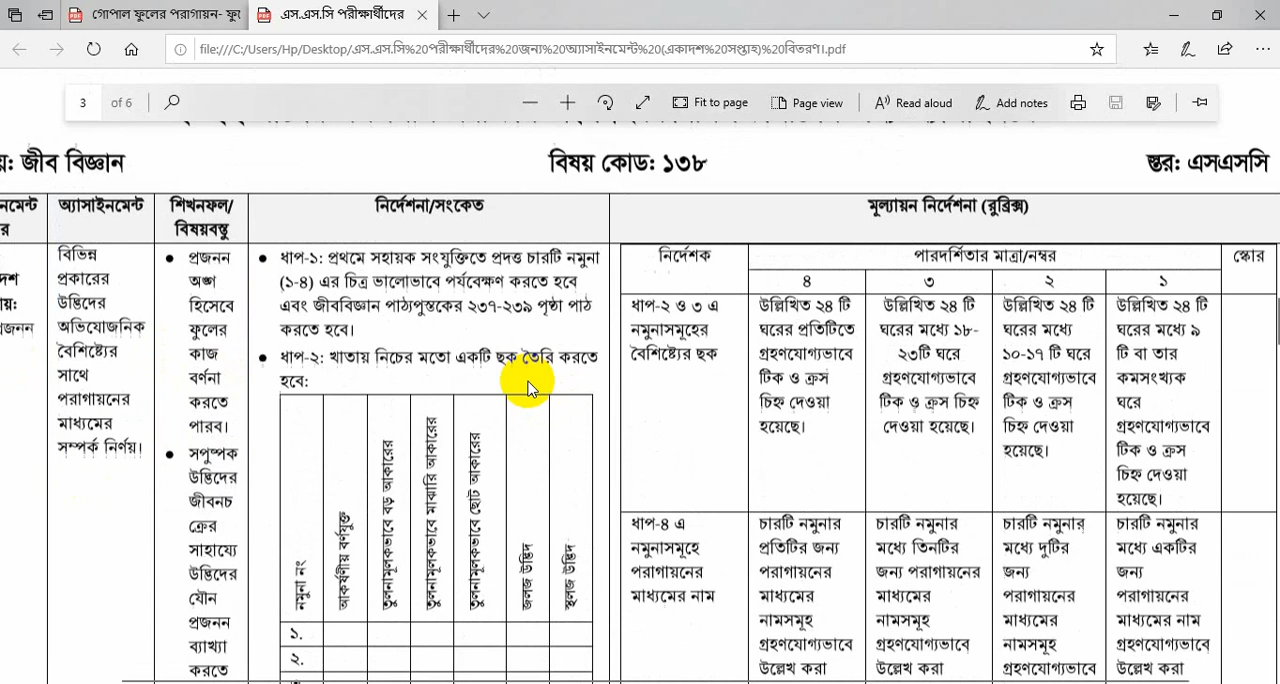 গোপাল ফুলের পরাগায়ন- ফু
এস.এস.সি পরীক্ষার্থীদের
file:///C:/Users/Hp/Desktop/এস.এস.সি%20পরীক্ষার্থীদের%20জন্য%20অ্যাসাইনমেন্ট%20(একাদশ%20সপ্তাহ)%20বিতরণ।.pdf
3 of 6 Fit to page Page view Read aloud Add notes
য়: জীব বিজ্ঞান বিষয় কোড: ১৩৮ স্তর: এসএসসি
নমেন্ট
র
অ্যাসাইনমেন্ট
শিখনফল/
বিষয়বস্তু
নির্দেশনা/সংকেত
মূল্যায়ন নির্দেশনা (রুব্রিক্স)
দশ
য়:
প্রজনন
বিভিন্ন
প্রকারের
উদ্ভিদের
অভিযোজনিক
বৈশিষ্ট্যের
সাথে
পরাগায়নের
মাধ্যমের
সম্পর্ক নির্ণয়।
• প্রজনন
অঙ্গ
হিসেবে
ফুলের
কাজ
বর্ণনা
করতে
পারব।
• সপুষ্পক
উদ্ভিদের
জীবনচ
ক্রের
সাহায্যে
উদ্ভিদের
যৌন
প্রজনন
ব্যাখ্যা
করতে
• ধাপ-১: প্রথমে সহায়ক সংযুক্তিতে প্রদত্ত চারটি নমুনা
(১-৪) এর চিত্র ভালোভাবে পর্যবেক্ষণ করতে হবে
এবং জীববিজ্ঞান পাঠ্যপুস্তকের ২৩৭-২৩৯ পৃষ্ঠা পাঠ
করতে হবে।
• ধাপ-২: খাতায় নিচের মতো একটি ছক তৈরি করতে
হবে:
নমুনা নং
আকর্ষণীয় বর্ণযুক্ত
তুলনামূলকভাবে বড় আকারের
তুলনামূলকভাবে মাঝারি আকারের
তুলনামূলকভাবে ছোট অকারের
জলজ উদ্ভিদ
স্থলজ উদ্ভিদ
১.
২.
নির্দেশক
পারদর্শিতার মাত্রা/নম্বর
স্কোর
৪ ৩ ২ ১
ধাপ-২ ও ৩ এ
নমুনাসমূহের
বৈশিষ্ট্যের ছক
উল্লিখিত ২৪ টি
ঘরের প্রতিটিতে
গ্রহণযোগ্যভাবে
টিক ও ক্রস
চিহ্ন দেওয়া
হয়েছে।
উল্লিখিত ২৪ টি
ঘরের মধ্যে ১৮-
২৩টি ঘরে
গ্রহণযোগ্যভাবে
টিক ও ক্রস চিহ্ন
দেওয়া হয়েছে।
উল্লিখিত ২৪ টি
ঘরের মধ্যে
১০-১৭ টি ঘরে
গ্রহণযোগ্যভাবে
টিক ও ক্রস
চিহ্ন দেওয়া
হয়েছে।
উল্লিখিত ২৪ টি
ঘরের মধ্যে ৯
টি বা তার
কমসংখ্যক
ঘরে
গ্রহণযোগ্যভাবে
টিক ও ক্রস
চিহ্ন দেওয়া
হয়েছে।
ধাপ-৪ এ
নমুনাসমূহে
পরাগায়নের
মাধ্যমের নাম
চারটি নমুনার
প্রতিটির জন্য
পরাগায়নের
মাধ্যমের
নামসমূহ
গ্রহণযোগ্যভাবে
উল্লেখ করা
চারটি নমুনার
মধ্যে তিনটির
জন্য পরাগায়নের
মাধ্যমের
নামসমূহ
গ্রহণযোগ্যভাবে
উল্লেখ করা
চারটি নমুনার
মধ্যে দুটির
জন্য
পরাগায়নের
মাধ্যমের
নামসমূহ
গ্রহণযোগ্যভাবে
চারটি নমুনার
মধ্যে একটির
জন্য
পরাগায়নের
মাধ্যমের নাম
গ্রহণযোগ্যভাবে
উল্লেখ করা